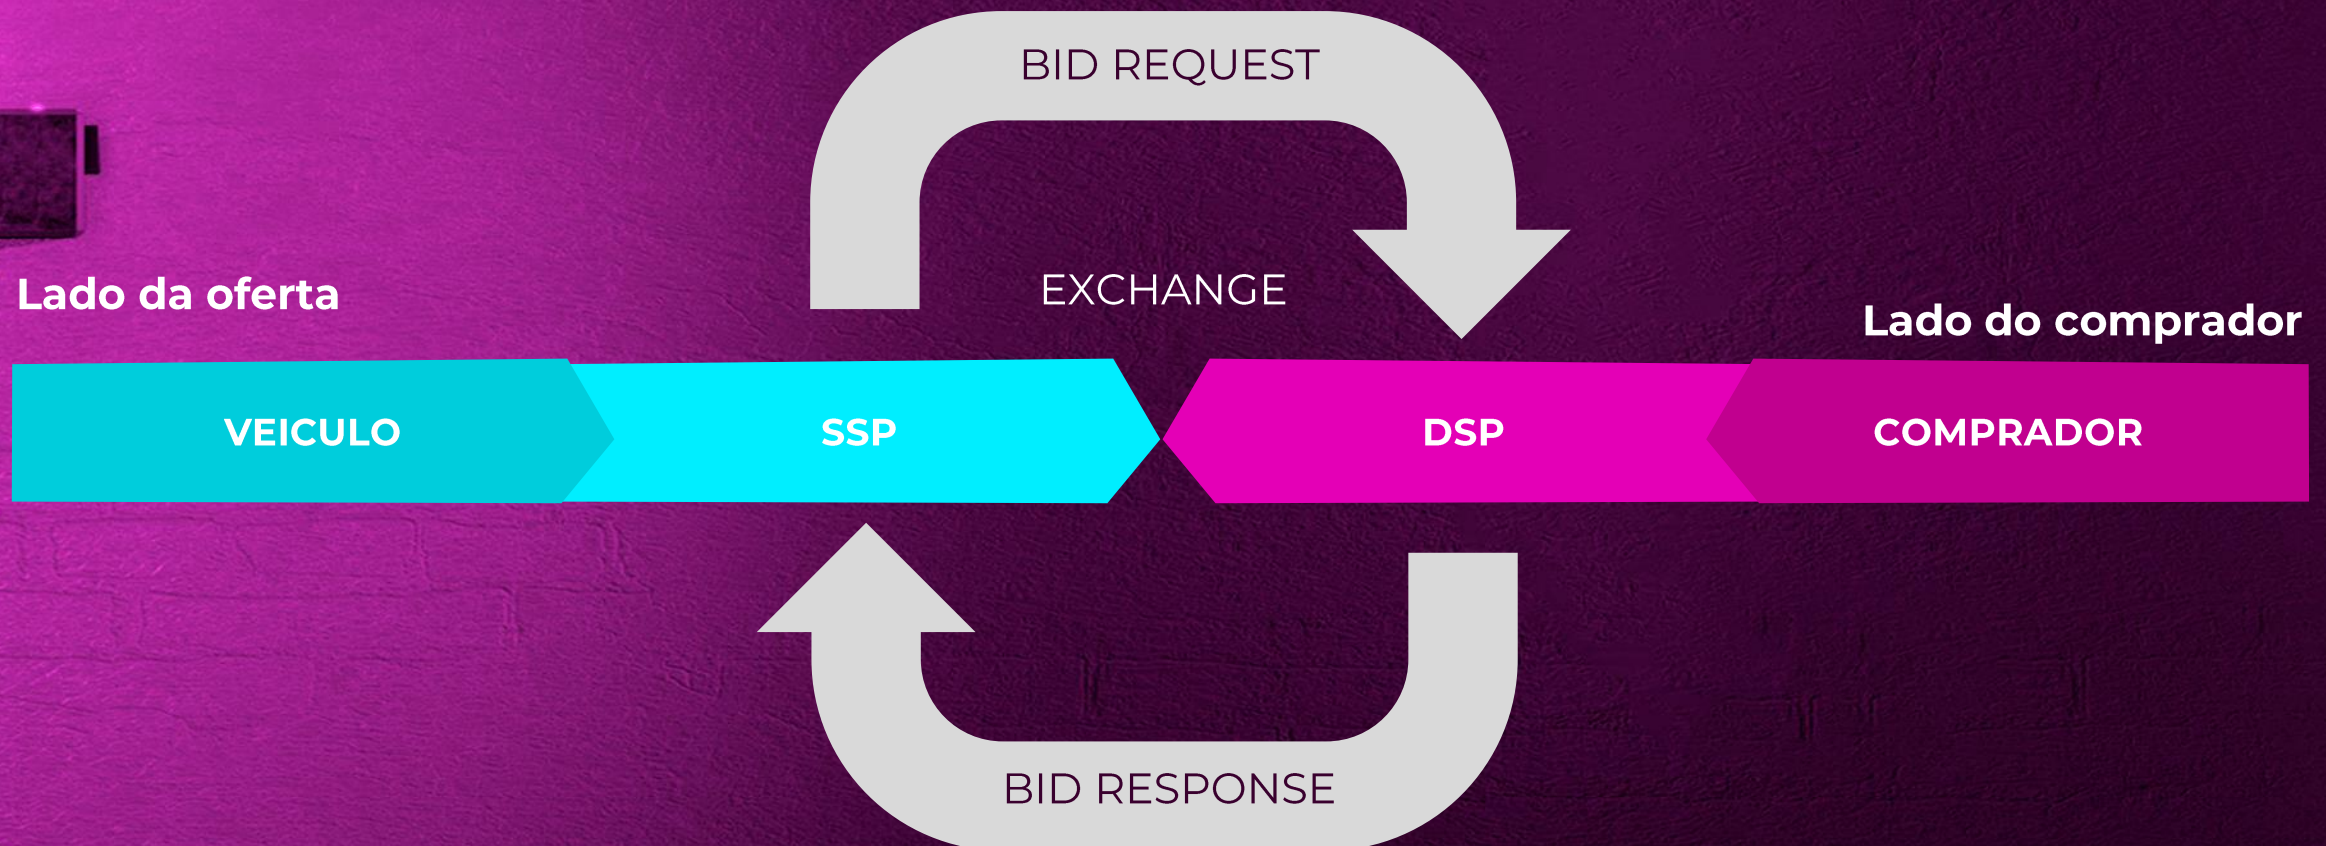 BID REQUEST
EXCHANGE
Lado da oferta
Lado do comprador
VEICULO
SSP
DSP
COMPRADOR
BID RESPONSE